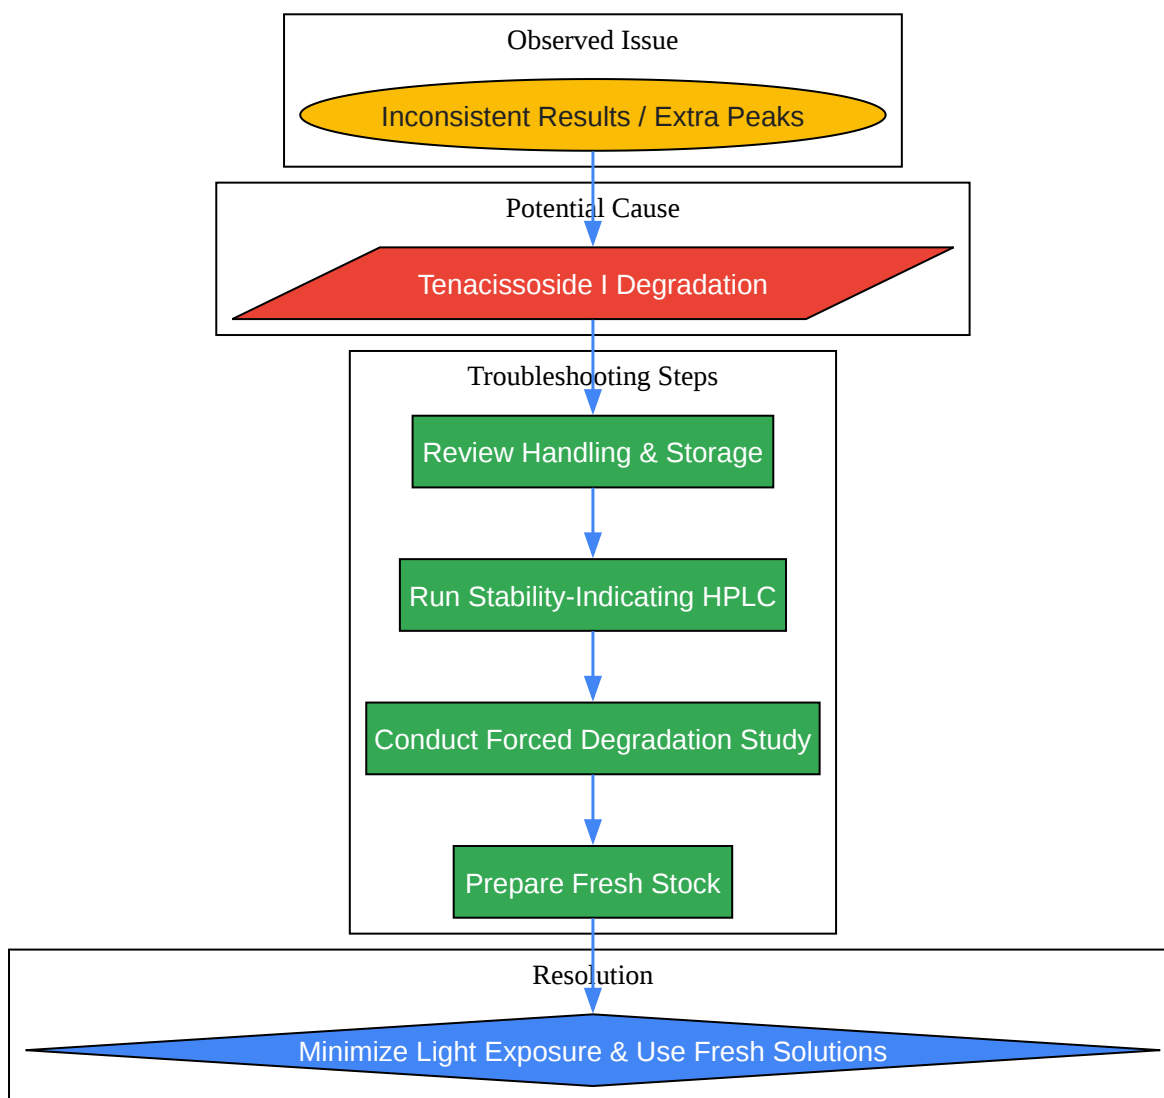 Observed Issue
Inconsistent Results / Extra Peaks
Potential Cause
Tenacissoside I Degradation
Troubleshooting Steps
Review Handling & Storage
Run Stability-Indicating HPLC
Conduct Forced Degradation Study
Prepare Fresh Stock
Resolution
Minimize Light Exposure & Use Fresh Solutions